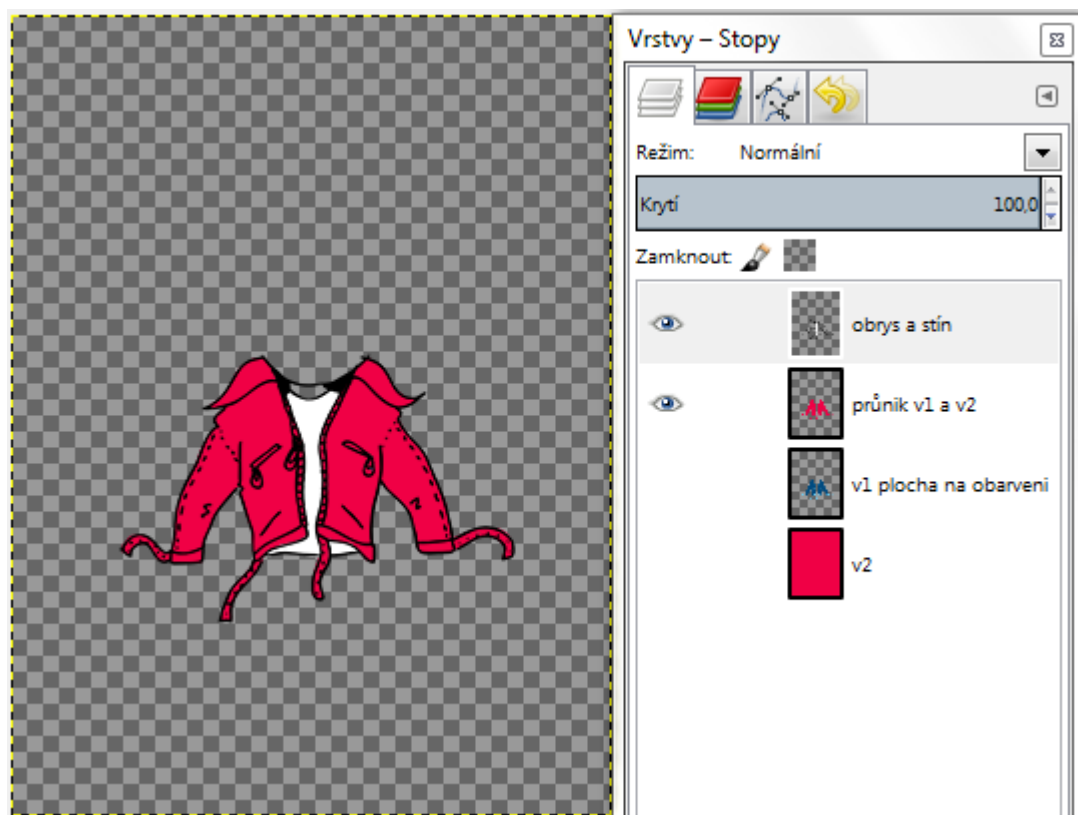 Vrstvy – Stopy
Režim: Normální
Krytí 100,0
Zamknout:
obrys a stín
průnik v1 a v2
v1 plocha na obarveni
v2